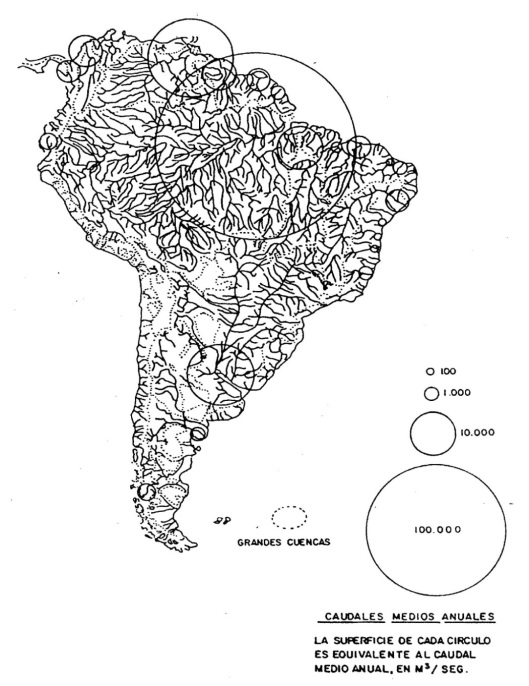 100
1.000
10.000
100.000
GRANDES CUENCAS
CAUDALES MEDIOS ANUALES
LA SUPERFICIE DE CADA CIRCULO
ES EQUIVALENTE AL CAUDAL
MEDIO ANUAL, EN M³/ SEG.